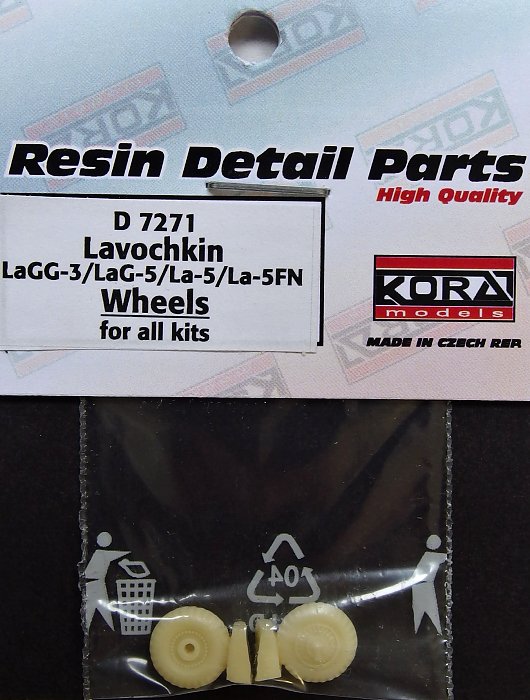 Resin Detail Parts
High Quality
D 7271
Lavochkin
LaGG-3/LaG-5/La-5/La-5FN
Wheels
for all kits
KORA
models
MADE IN CZECH REP.
04